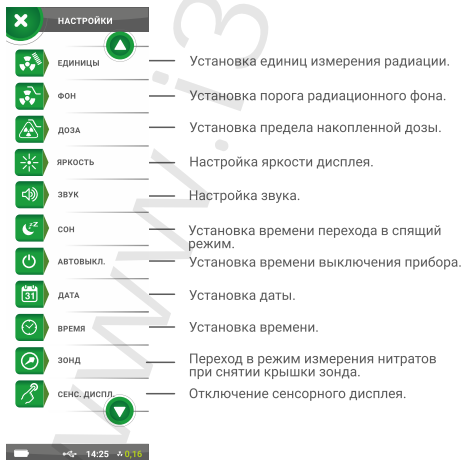 НАСТРОЙКИ
ЕДИНИЦЫ Установка единиц измерения радиации.
ФОН Установка порога радиационного фона.
ДОЗА Установка предела накопленной дозы.
ЯРКОСТЬ Настройка яркости дисплея.
ЗВУК Настройка звука.
СОН Установка времени перехода в спящий
режим.
АВТОВЫКЛ. Установка времени выключения прибора.
31 ДАТА Установка даты.
ВРЕМЯ Установка времени.
ЗОНД Переход в режим измерения нитратов
при снятии крышки зонда.
СЕНС. ДИСПЛ. Отключение сенсорного дисплея.
14:25 0,16
www.i3